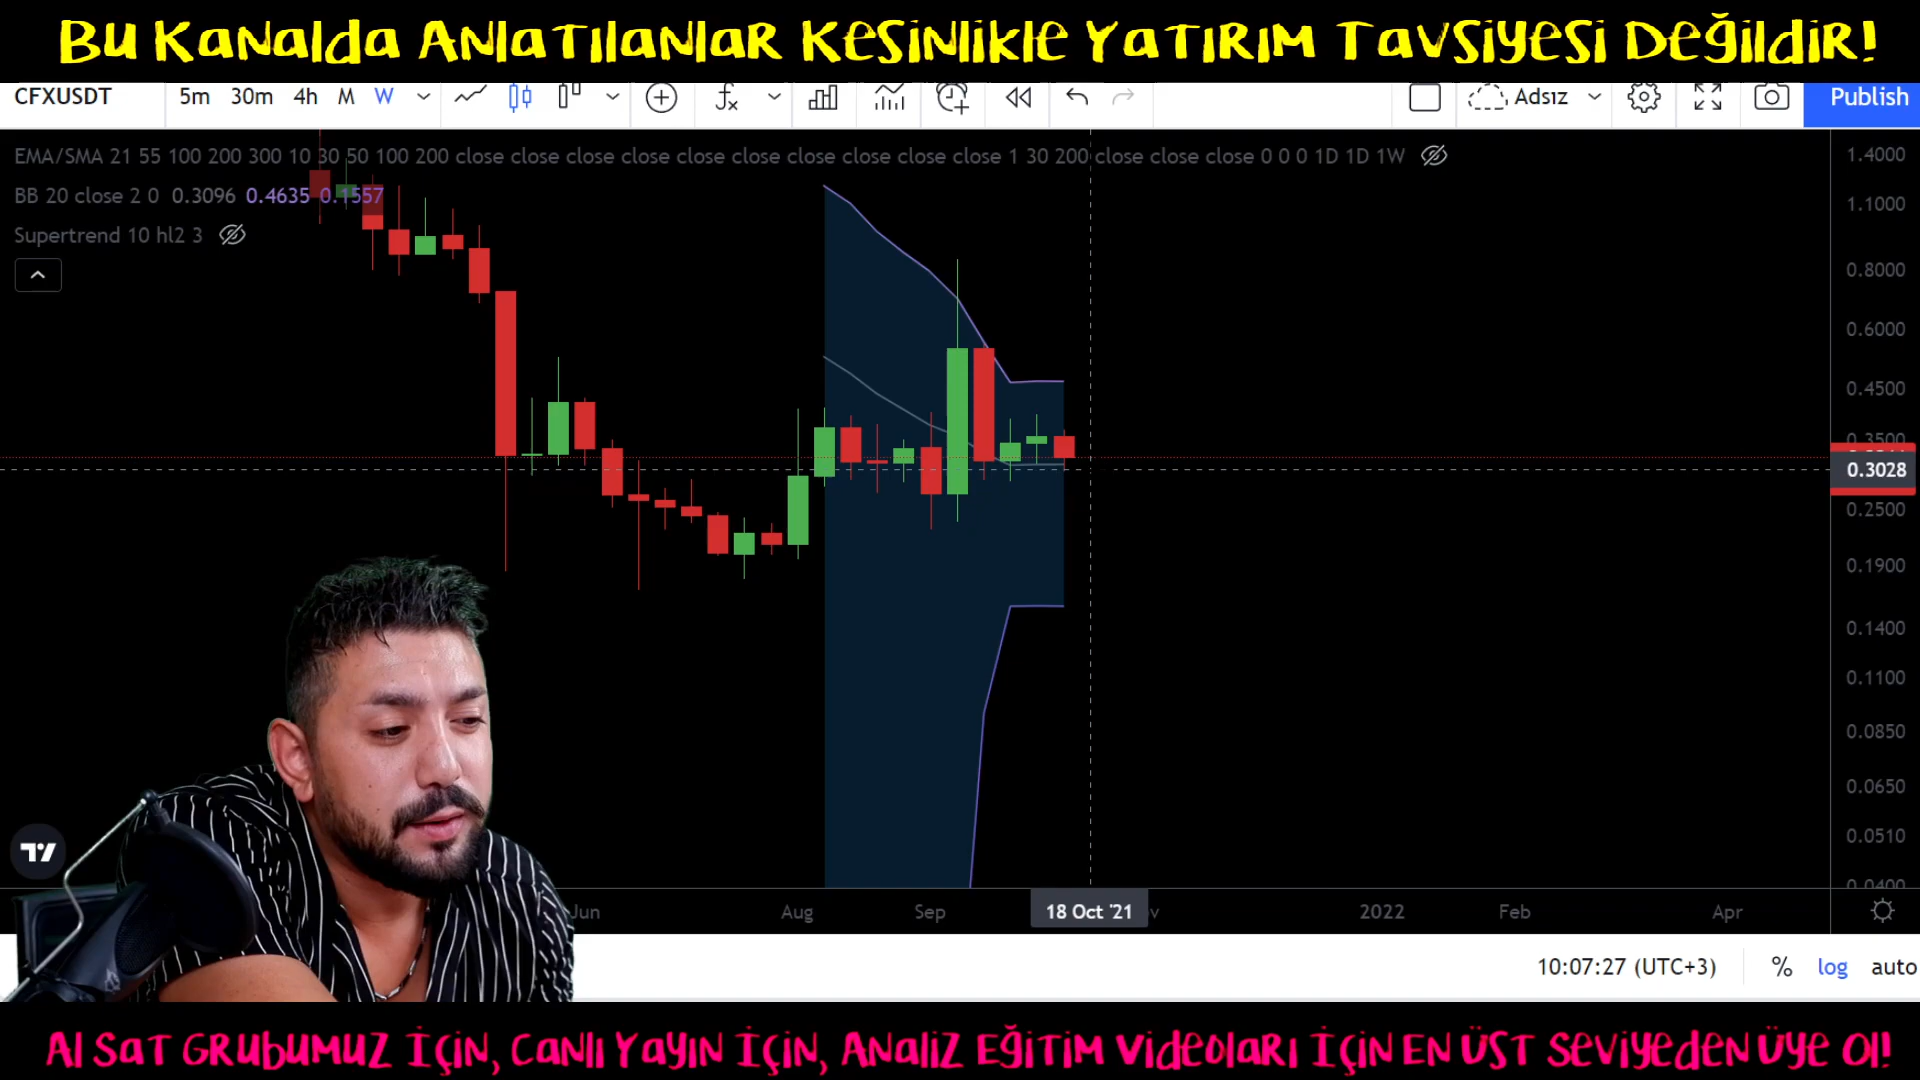 Bu Kanalda Anlatılanlar Kesinlikle Yatırım Tavsiyesi Değildir!
CFXUSDT 5m 30m 4h M W Adsız Publish
EMA/SMA 21 55 100 200 300 10 30 50 100 200 close close close close close close close close close close 1 30 200 close close close 0 0 0 1D 1D 1W
BB 20 close 2 0 0.3096 0.4635 0.1557
Supertrend 10 hl2 3
1.4000
1.1000
0.8000
0.6000
0.4500
0.3500
0.3028
0.2500
0.1900
0.1400
0.1100
0.0850
0.0650
0.0510
0.0400
Jun Aug Sep 18 Oct '21 2022 Feb Apr
10:07:27 (UTC+3) % log auto
Al Sat Grubumuz İçin, Canlı Yayın İçin, Analiz Eğitim Videoları İçin En Üst Seviyeden Üye Ol!